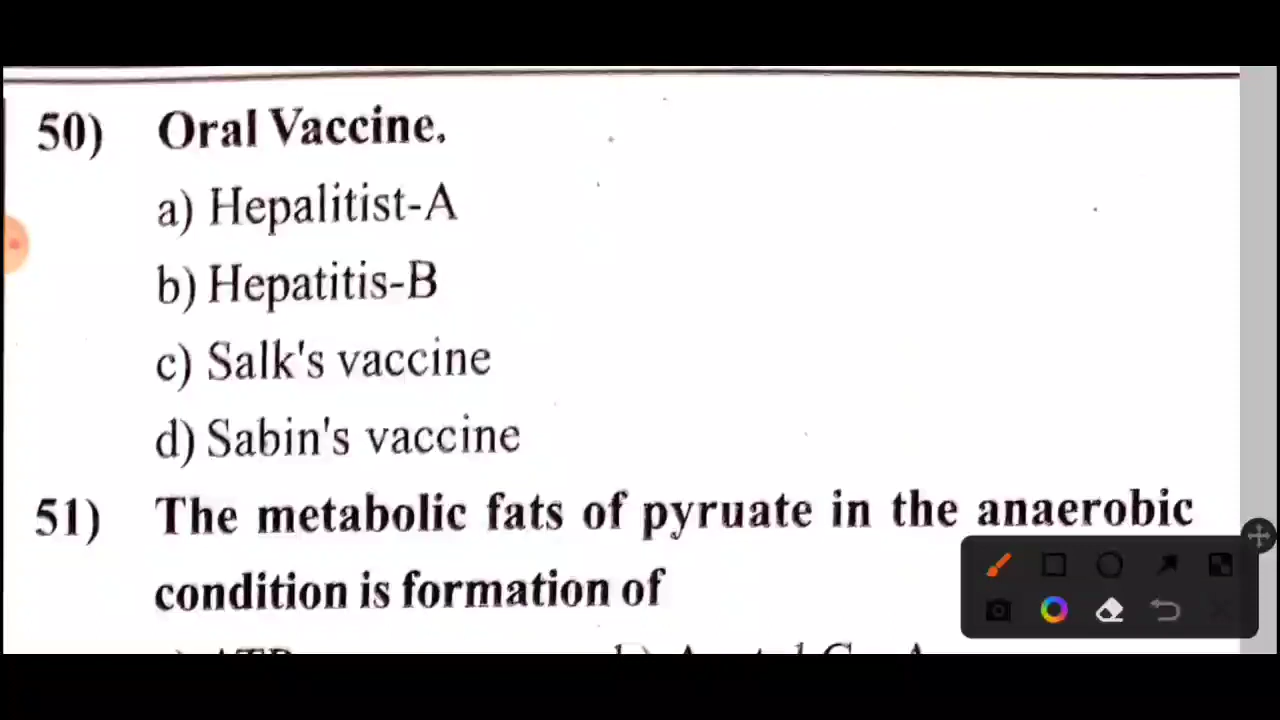 50) Oral Vaccine.
a) Hepalitist-A
b) Hepatitis-B
c) Salk's vaccine
d) Sabin's vaccine
51) The metabolic fats of pyruate in the anaerobic
condition is formation of